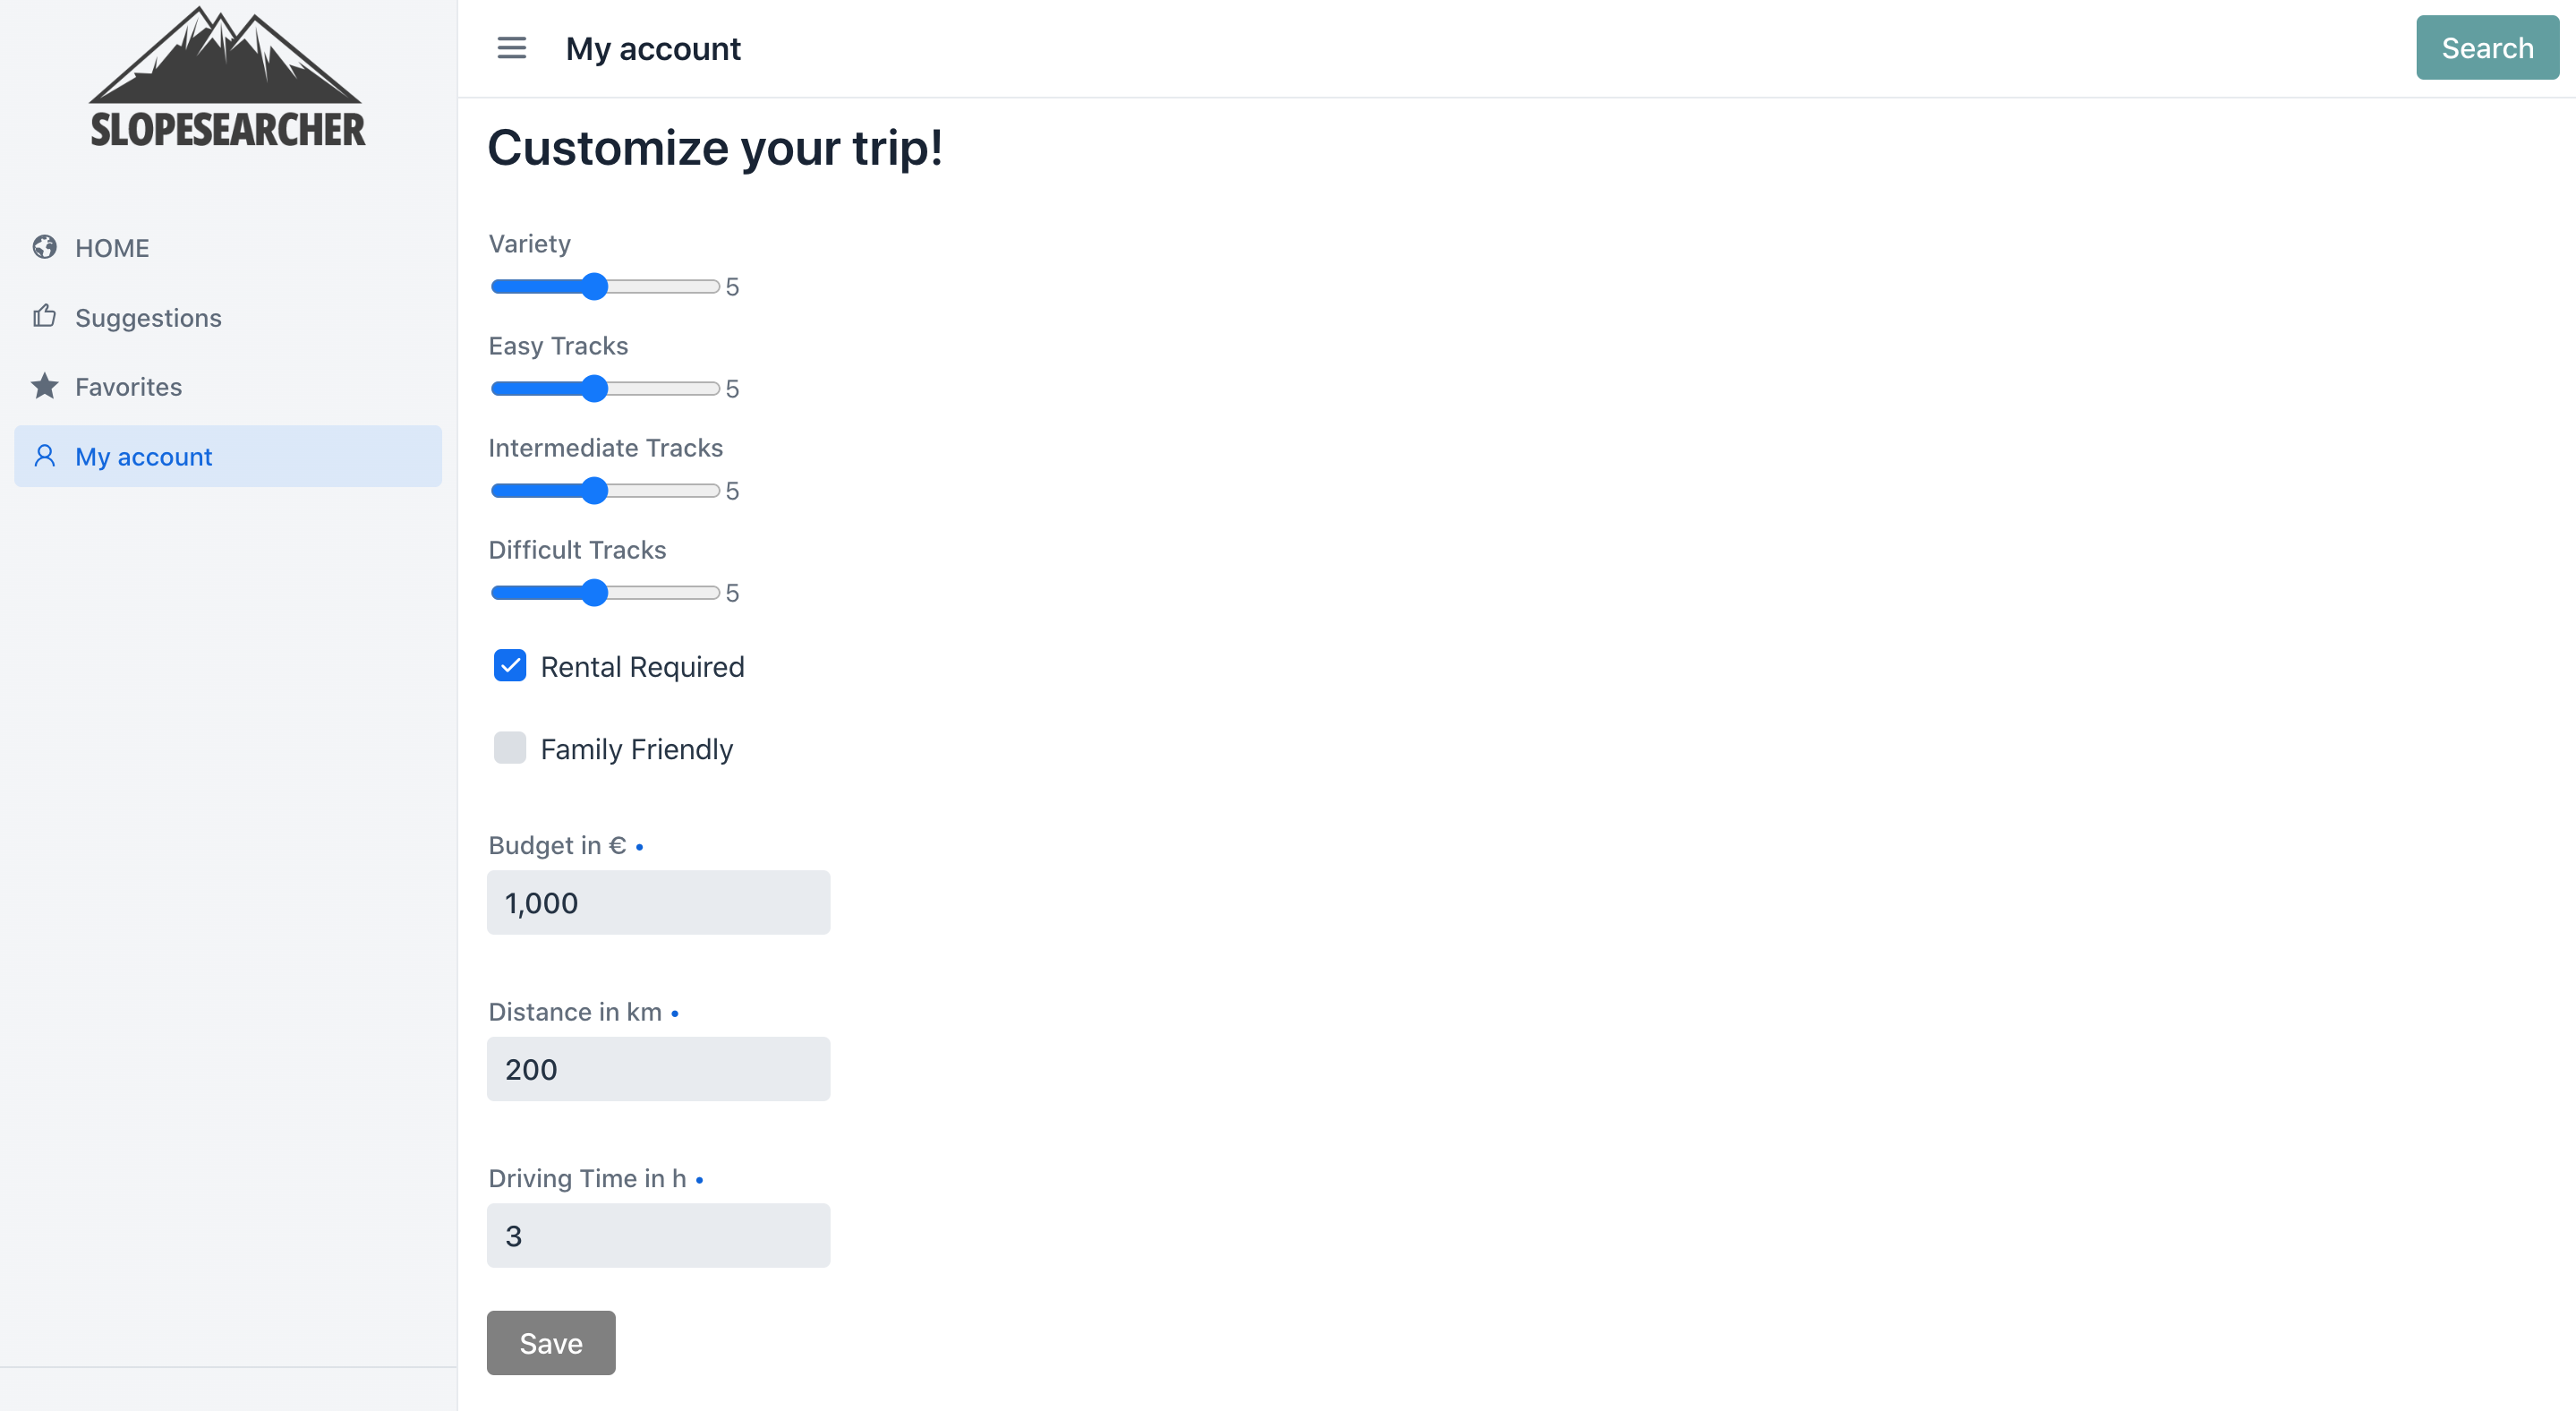 SLOPESEARCHER
HOME
Suggestions
Favorites
My account
My account
Search
Customize your trip!
Variety
5
Easy Tracks
5
Intermediate Tracks
5
Difficult Tracks
5
Rental Required
Family Friendly
Budget in € •
1,000
Distance in km •
200
Driving Time in h •
3
Save